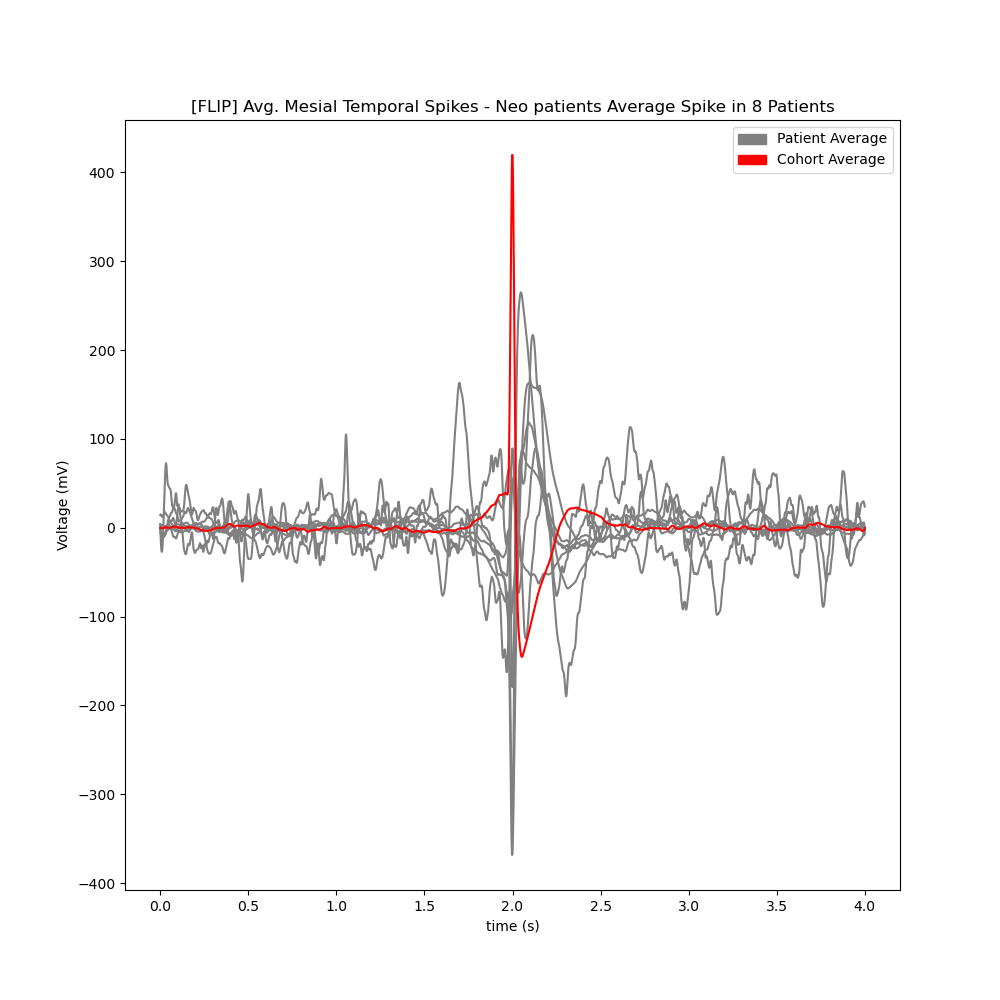 [FLIP] Avg. Mesial Temporal Spikes - Neo patients Average Spike in 8 Patients
Patient Average
Cohort Average
400
300
200
100
0
−100
−200
−300
−400
Voltage (mV)
0.0 0.5 1.0 1.5 2.0 2.5 3.0 3.5 4.0
time (s)